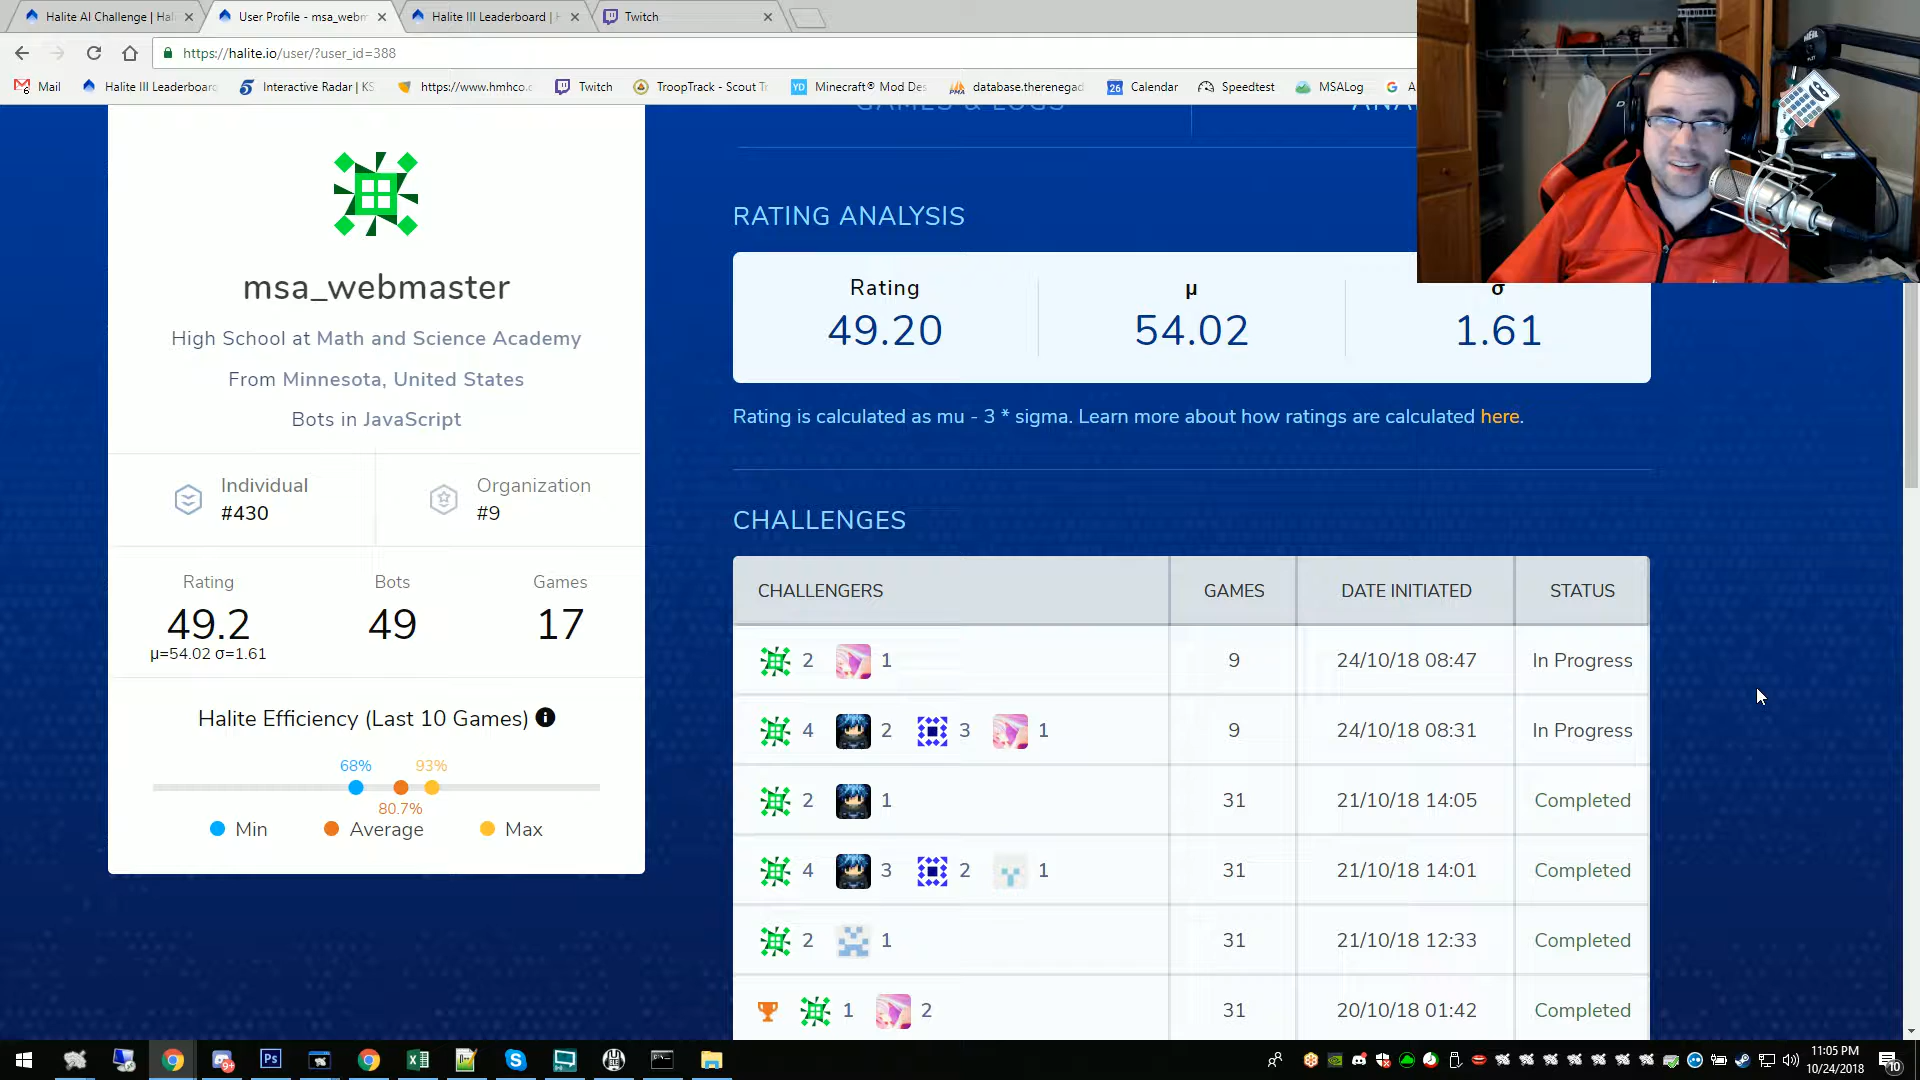 Halite AI Challenge | Hal
User Profile - msa_webm
Halite III Leaderboard | H
Twitch
https://halite.io/user/?user_id=388
Mail
Halite III Leaderboard
Interactive Radar | KS
https://www.hmhco.c
Twitch
TroopTrack - Scout T
YD
Minecraft® Mod Des
PMA
database.therenegad
26
Calendar
Speedtest
MSALog
G
A
GAMES & LOGS
ANA
msa_webmaster
High School at Math and Science Academy
From Minnesota, United States
Bots in JavaScript
Individual
#430
Organization
#9
Rating
49.2
μ=54.02 σ=1.61
Bots
49
Games
17
Halite Efficiency (Last 10 Games)
68%
93%
80.7%
Min
Average
Max
RATING ANALYSIS
Rating
49.20
μ
54.02
σ
1.61
Rating is calculated as mu - 3 * sigma. Learn more about how ratings are calculated here.
CHALLENGES
CHALLENGERS GAMES DATE INITIATED STATUS
2 1 9 24/10/18 08:47 In Progress
4 2 3 1 9 24/10/18 08:31 In Progress
2 1 31 21/10/18 14:05 Completed
4 3 2 1 31 21/10/18 14:01 Completed
2 1 31 21/10/18 12:33 Completed
1 2 31 20/10/18 01:42 Completed
9+
Ps
11:05 PM
10/24/2018
10